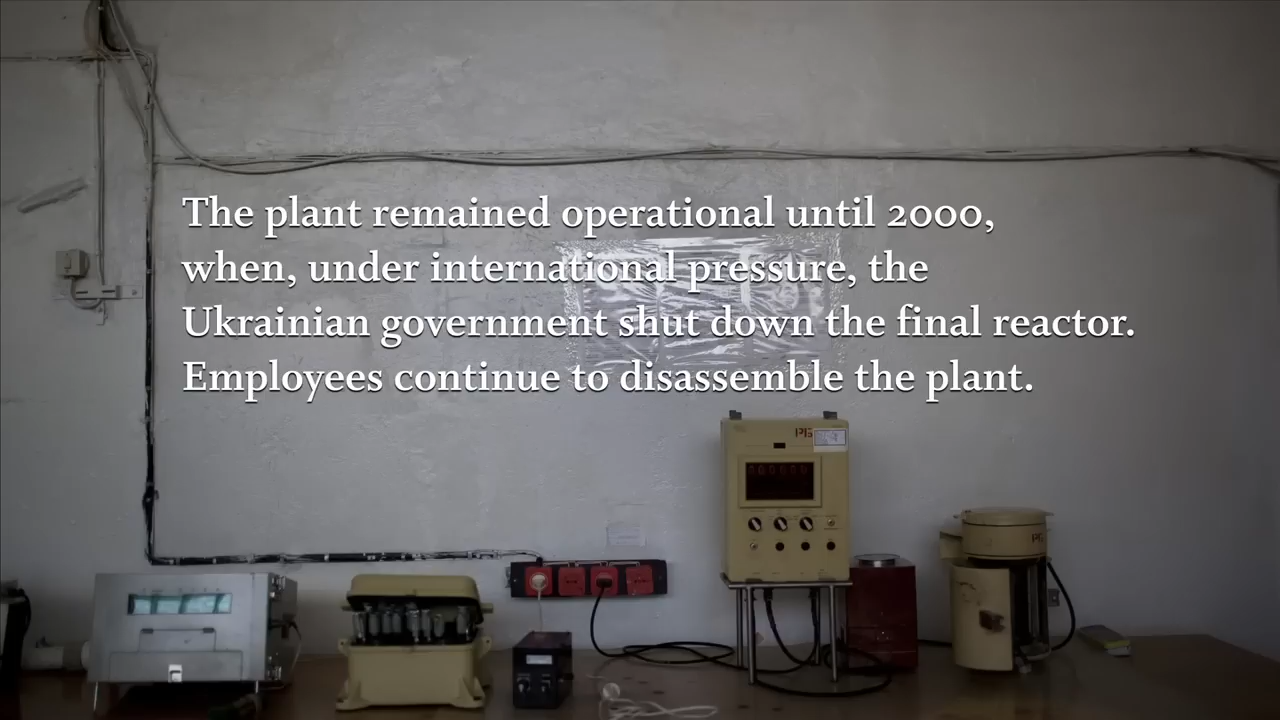 The plant remained operational until 2000,
when, under international pressure, the
Ukrainian government shut down the final reactor.
Employees continue to disassemble the plant.